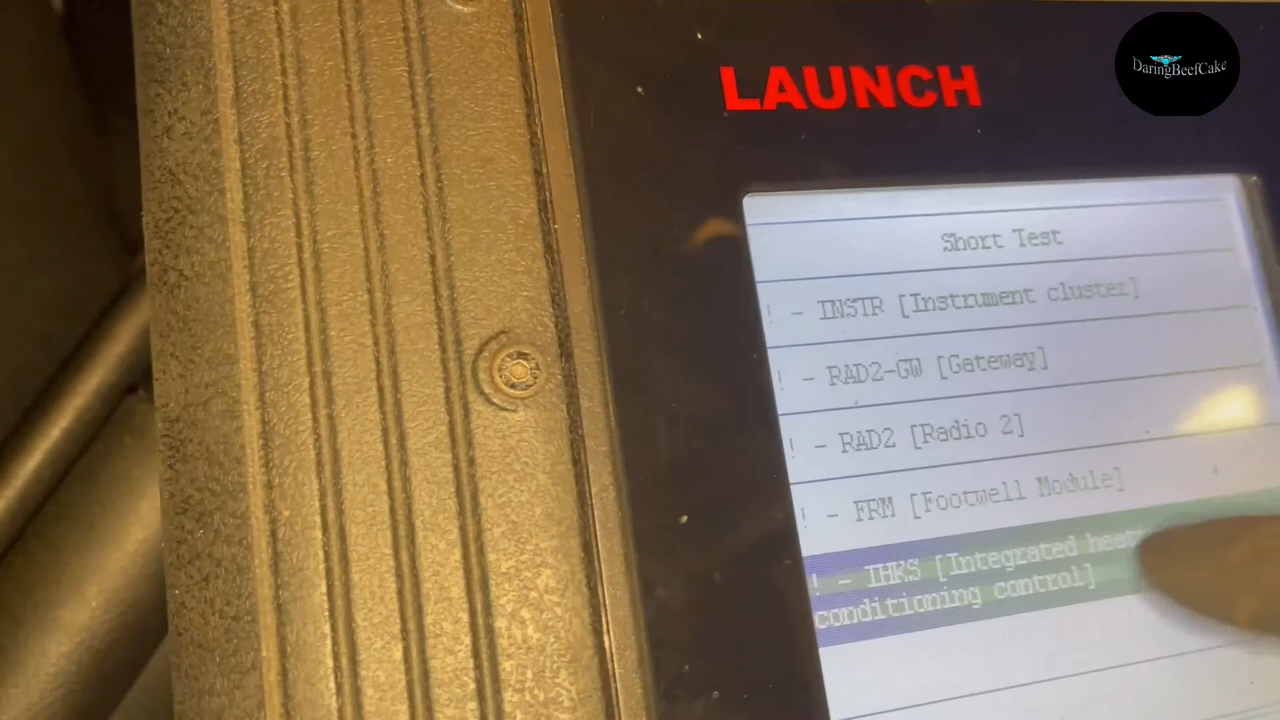 LAUNCH
DaringBeefCake
Short Test
! - INSTR [Instrument cluster]
! - RAD2-GW [Gateway]
! - RAD2 [Radio 2]
! - FRM [Footwell Module]
! - IHKS [Integrated heat
conditioning control]